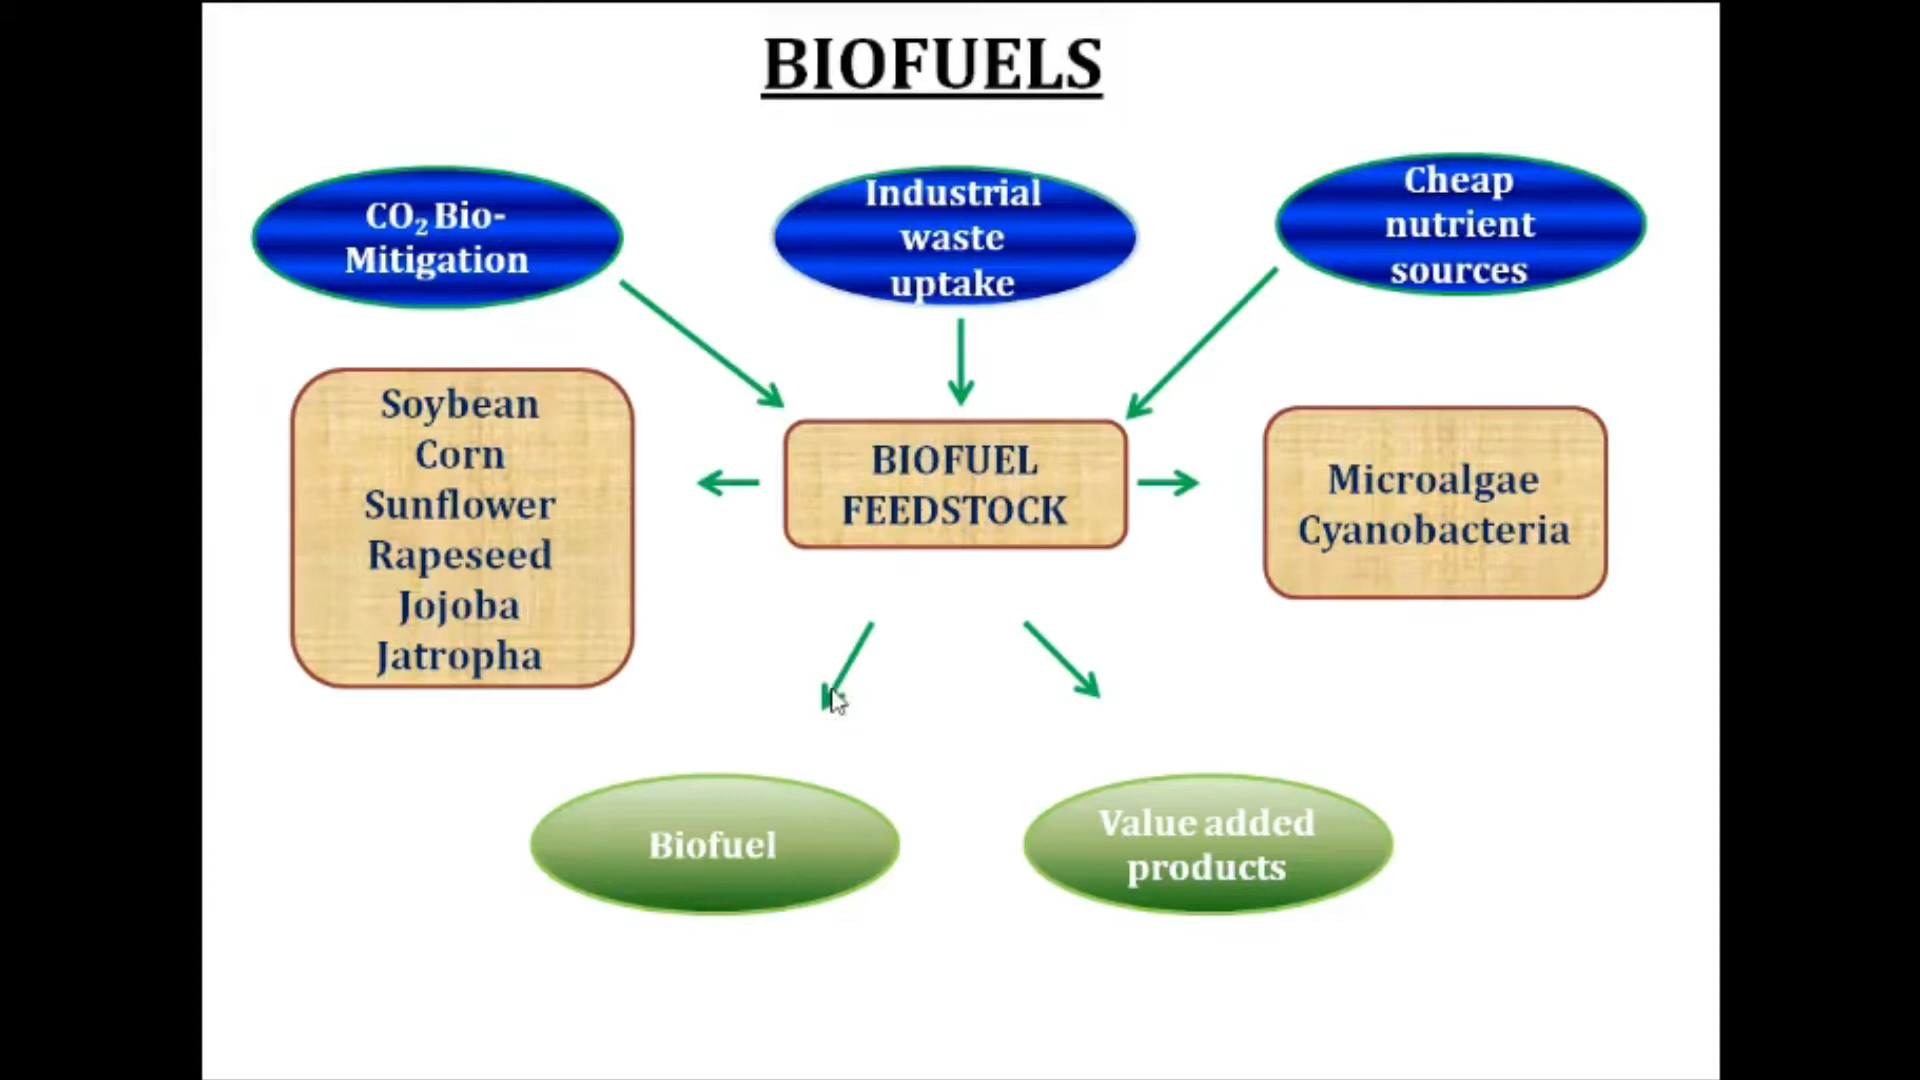 BIOFUELS
CO₂ Bio-
Mitigation
Industrial
waste
uptake
Cheap
nutrient
sources
Soybean
Corn
Sunflower
Rapeseed
Jojoba
Jatropha
BIOFUEL
FEEDSTOCK
Microalgae
Cyanobacteria
Biofuel
Value added
products